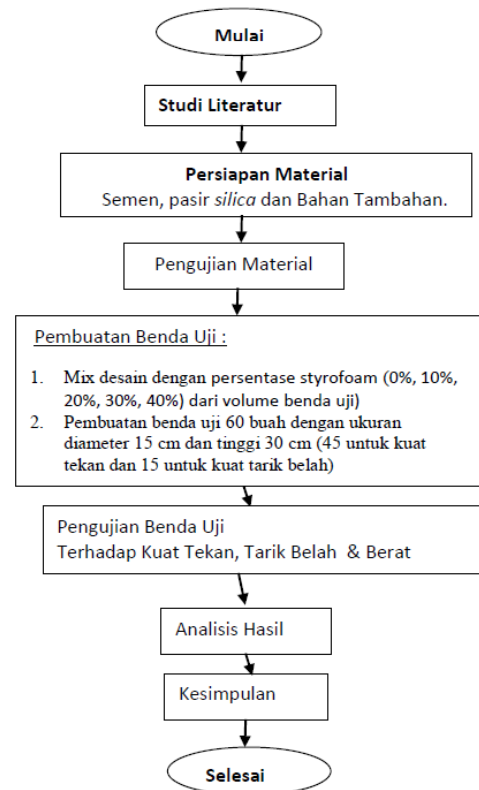 Mulai
Studi Literatur
Persiapan Material
Semen, pasir silica dan Bahan Tambahan.
Pengujian Material
Pembuatan Benda Uji :
1. Mix desain dengan persentase styrofoam (0%, 10%,
20%, 30%, 40%) dari volume benda uji)
2. Pembuatan benda uji 60 buah dengan ukuran
diameter 15 cm dan tinggi 30 cm (45 untuk kuat
tekan dan 15 untuk kuat tarik belah)
Pengujian Benda Uji
Terhadap Kuat Tekan, Tarik Belah & Berat
Analisis Hasil
Kesimpulan
Selesai